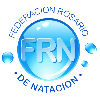 FEDERACION ROSARIO
FRN
• DE NATACION •